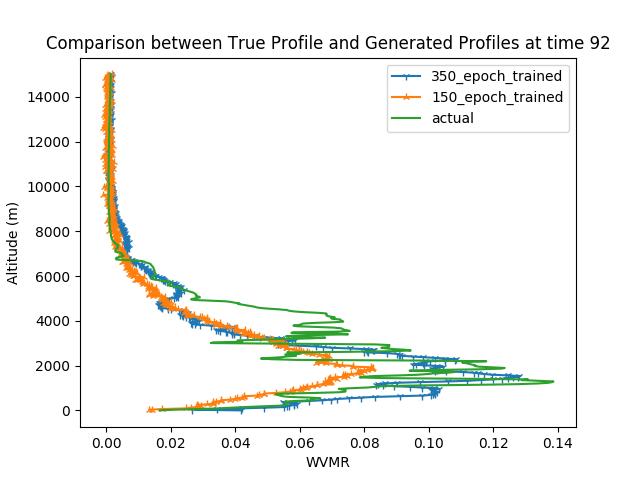 Comparison between True Profile and Generated Profiles at time 92
350_epoch_trained
150_epoch_trained
actual
Altitude (m)
14000
12000
10000
8000
6000
4000
2000
0
0.00 0.02 0.04 0.06 0.08 0.10 0.12 0.14
WVMR